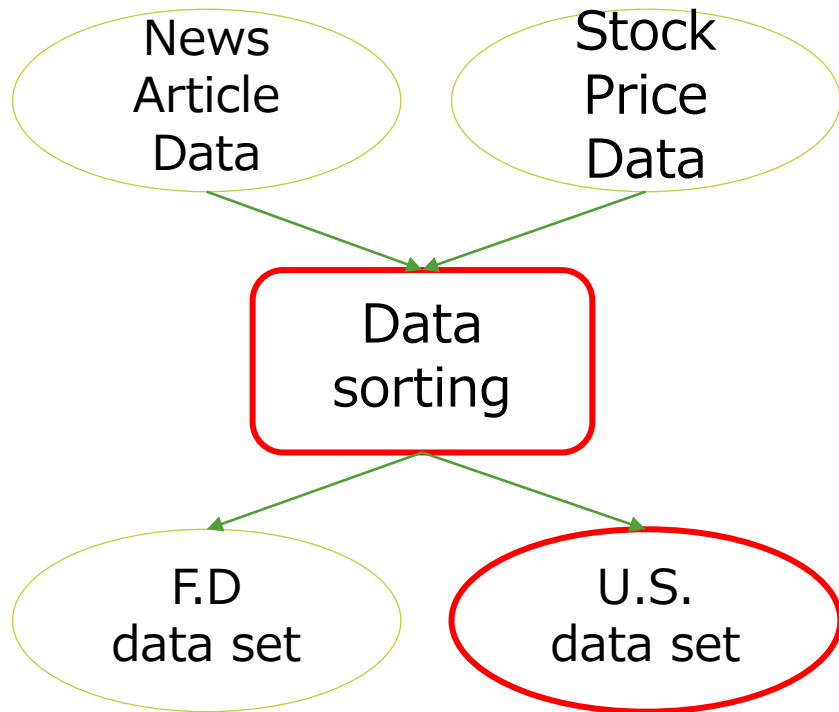 News
Article
Data
Stock
Price
Data
Data
sorting
F.D
data set
U.S.
data set